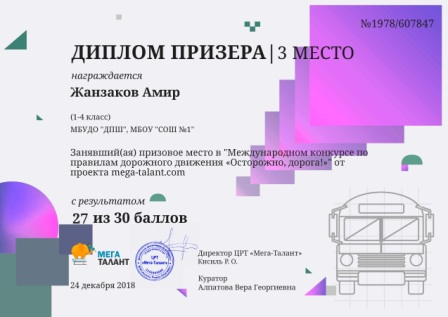 №1978/607847
ДИПЛОМ ПРИЗЕРА|3 МЕСТО
награждается
Жанзаков Амир
(1-4 класс)
МБУДО "ДПШ", МБОУ "СОШ №1"
Занявший(ая) призовое место в "Международном конкурсе по
правилам дорожного движения «Осторожно, дорога!»" от
проекта mega-talant.com
с результатом
27 из 30 баллов
МЕГА
ТАЛАНТ
ЦРТ
«Мега-Талант»
Директор ЦРТ «Мега-Талант»
Кисиль Р. О.
24 декабря 2018
Куратор
Алпатова Вера Георгиевна